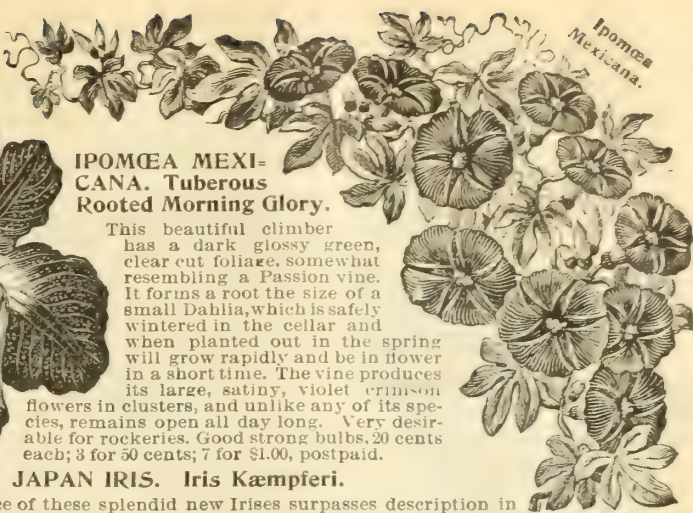 Ipomœa
Mexicana.
IPOMŒA MEXI=
CANA. Tuberous
Rooted Morning Glory.
This beautiful climber
has a dark glossy green,
clear cut foliage, somewhat
resembling a Passion vine.
It forms a root the size of a
small Dahlia, which is safely
wintered in the cellar and
when planted out in the spring
will grow rapidly and be in flower
in a short time. The vine produces
its large, satiny, violet crimson
flowers in clusters, and unlike any of its spe-
cies, remains open all day long. Very desir-
able for rockeries. Good strong bulbs, 20 cents
each; 3 for 50 cents; 7 for $1.00, postpaid.
JAPAN IRIS. Iris Kæmpferi.
of these splendid new Irises surpasses description in